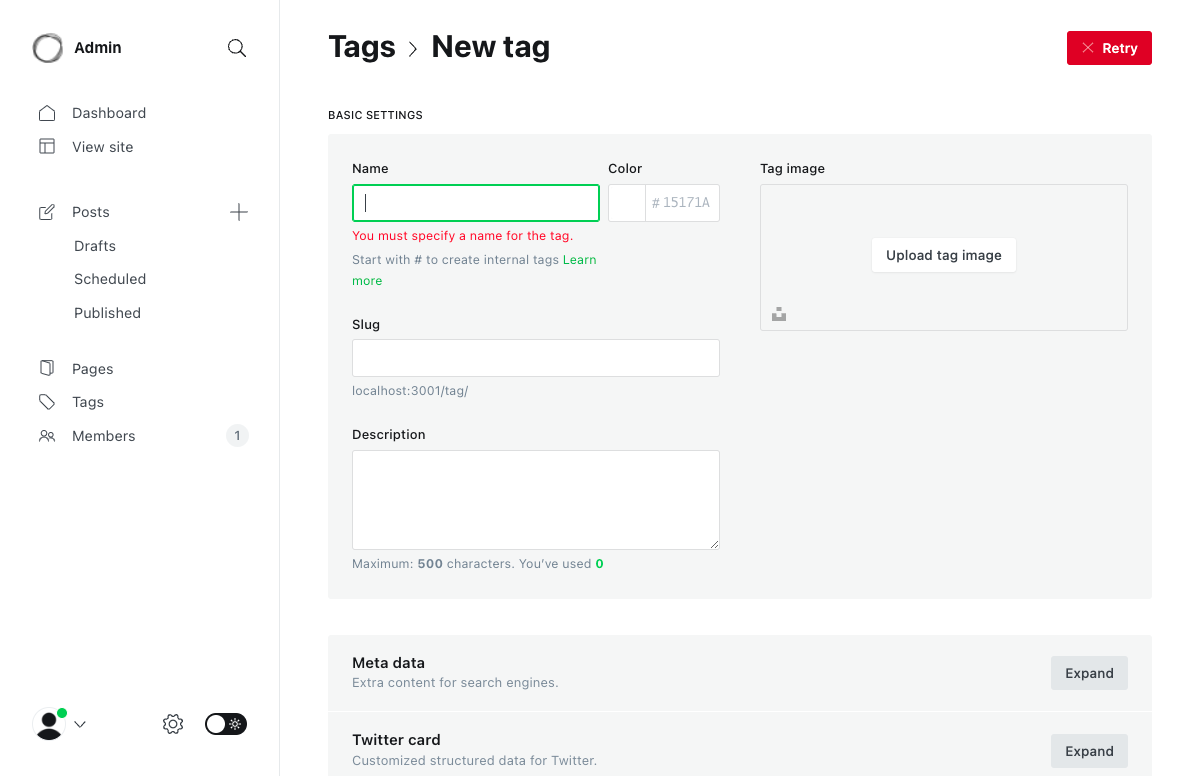 Admin
Dashboard
View site
Posts
Drafts
Scheduled
Published
Pages
Tags
Members
1
Tags
New tag
Retry
BASIC SETTINGS
Name
Color
# 15171A
You must specify a name for the tag.
Start with # to create internal tags Learn
more
Slug
localhost:3001/tag/
Description
Maximum: 500 characters. You’ve used 0
Tag image
Upload tag image
Meta data
Extra content for search engines.
Expand
Twitter card
Customized structured data for Twitter.
Expand